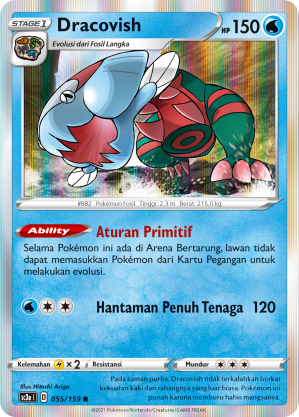 STAGE 1
Dracovish
HP 150
Evolusi dari Fosil Langka
#882 Pokémon Fosil Tinggi: 2.3 m Berat: 215.0 kg
Ability Aturan Primitif
Selama Pokémon ini ada di Arena Bertarung, lawan tidak
dapat memasukkan Pokémon dari Kartu Pegangan untuk
melakukan evolusi.
Hantaman Penuh Tenaga 120
Kelemahan ×2 Resistansi -- Mundur
Illus. Hitoshi Ariga
sc3a I D 055/159 R
Pada zaman purba, Dracovish tidak terkalahkan berkat
kekuatan kaki dan rahangnya yang luar biasa. Pokémon ini
punah karena memburu habis mangsanya.
©2021 Pokémon/Nintendo/Creatures/GAME FREAK